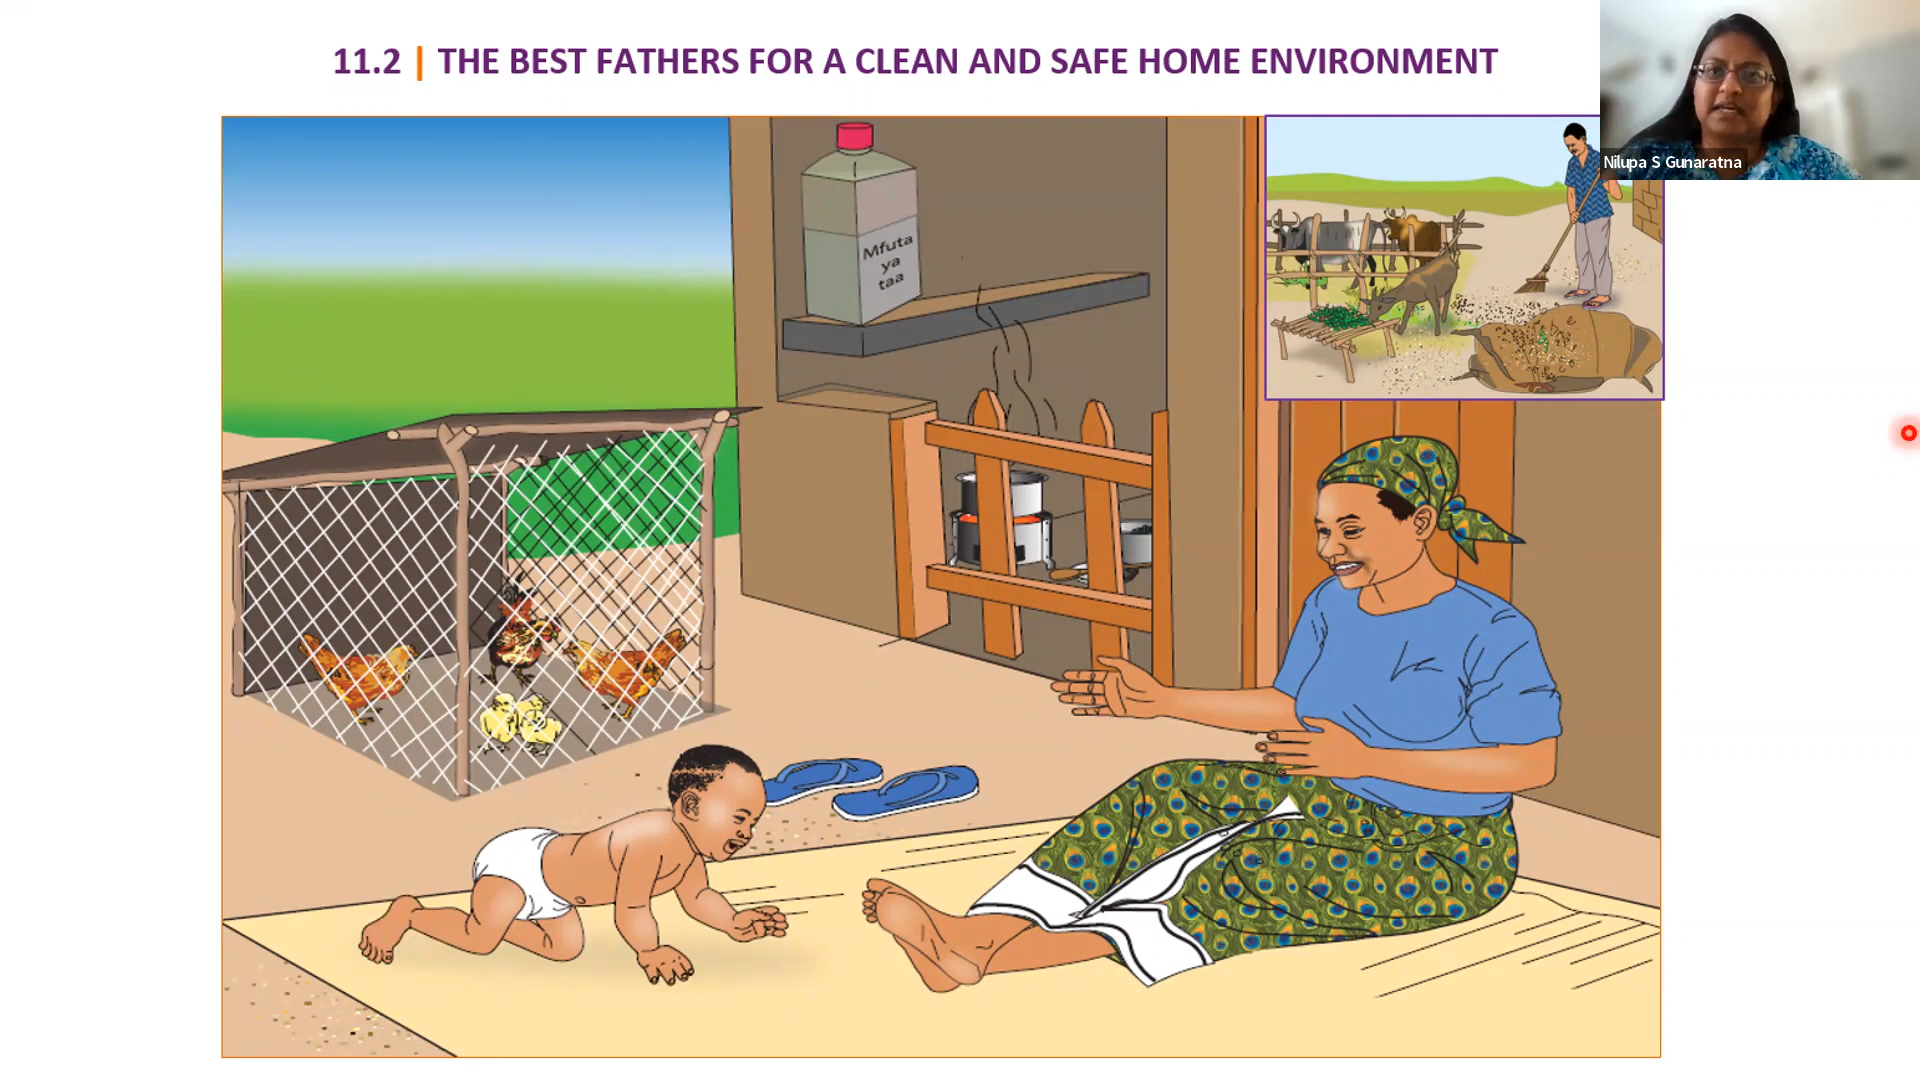 11.2 | THE BEST FATHERS FOR A CLEAN AND SAFE HOME ENVIRONMENT
Nilupa S Gunaratna
Mfuta
ya
taa